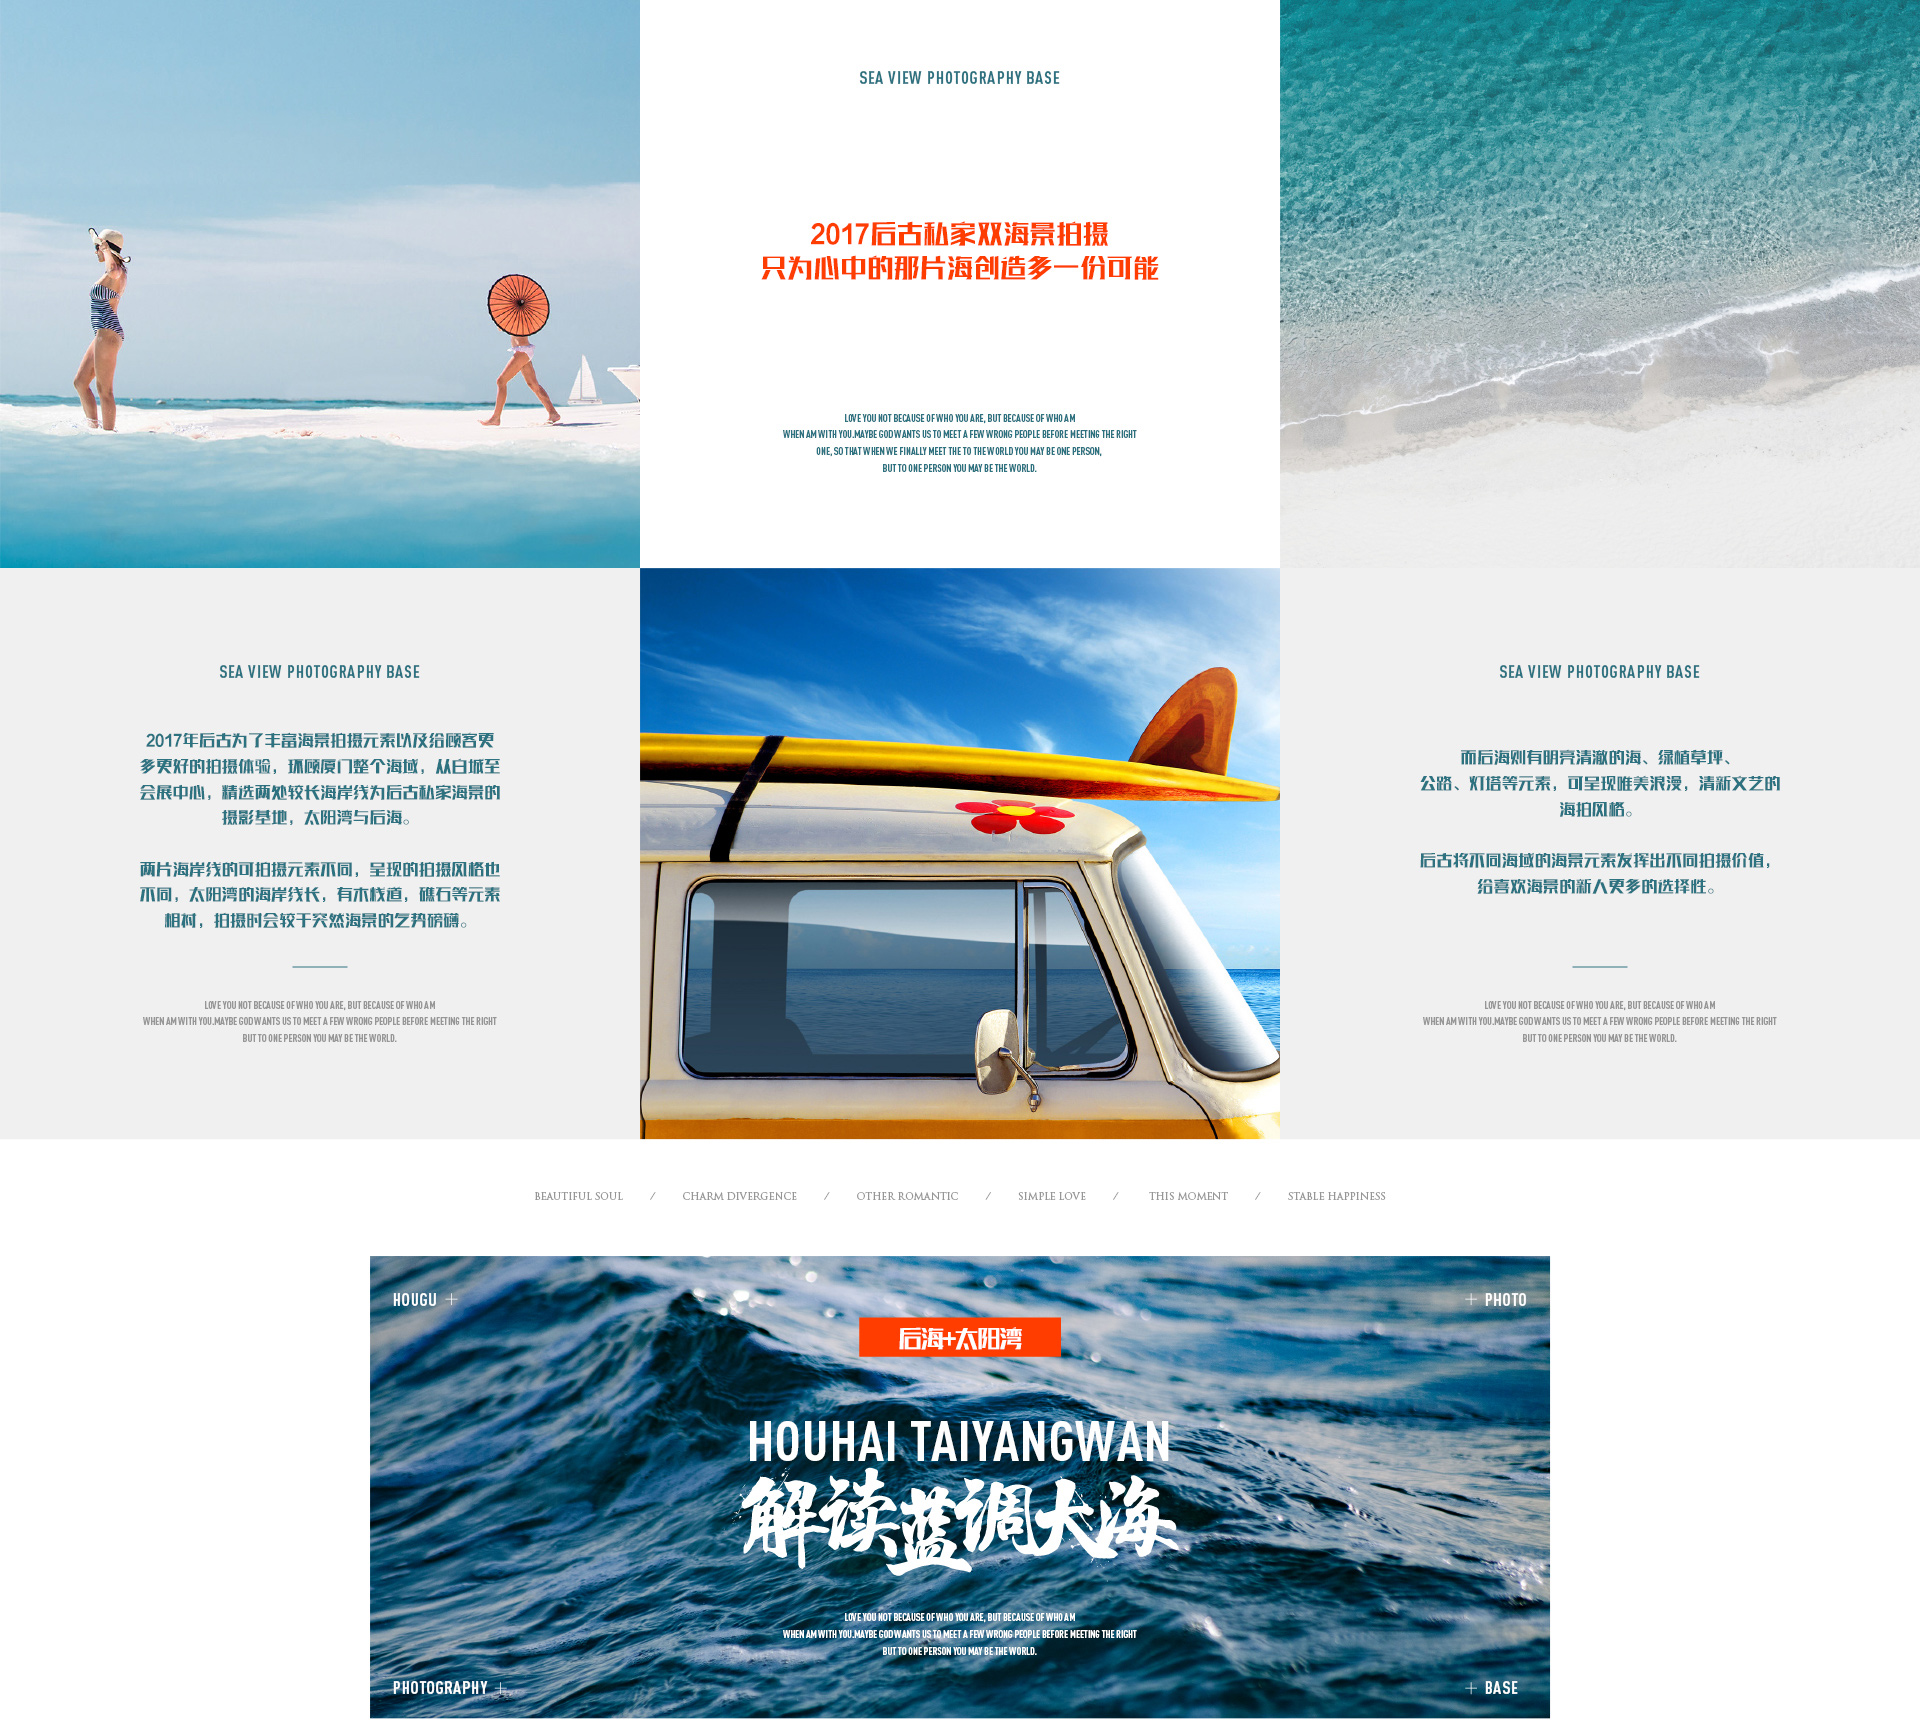 SEA VIEW PHOTOGRAPHY BASE
2017后古私家双海景拍摄
只为心中的那片海创造多一份可能
LOVE YOU NOT BECAUSE OF WHO YOU ARE, BUT BECAUSE OF WHO AM
WHEN AM WITH YOU.MAYBE GOD WANTS US TO MEET A FEW WRONG PEOPLE BEFORE MEETING THE RIGHT
ONE, SO THAT WHEN WE FINALLY MEET THE TO THE WORLD YOU MAY BE ONE PERSON,
BUT TO ONE PERSON YOU MAY BE THE WORLD.
SEA VIEW PHOTOGRAPHY BASE
2017年后古为了丰富海景拍摄元素以及给顾客更
多更好的拍摄体验，环顾厦门整个海域，从白城至
会展中心，精选两处较长海岸线为后古私家海景的
摄影基地，太阳湾与后海。
两片海岸线的可拍摄元素不同，呈现的拍摄风格也
不同，太阳湾的海岸线长，有木栈道，礁石等元素
相衬，拍摄时会较于突然海景的气势磅礴。
LOVE YOU NOT BECAUSE OF WHO YOU ARE, BUT BECAUSE OF WHO AM
WHEN AM WITH YOU.MAYBE GOD WANTS US TO MEET A FEW WRONG PEOPLE BEFORE MEETING THE RIGHT
BUT TO ONE PERSON YOU MAY BE THE WORLD.
SEA VIEW PHOTOGRAPHY BASE
而后海则有明亮清澈的海、绿植草坪、
公路、灯塔等元素，可呈现唯美浪漫，清新文艺的
海拍风格。
后古将不同海域的海景元素发挥出不同拍摄价值，
给喜欢海景的新人更多的选择性。
LOVE YOU NOT BECAUSE OF WHO YOU ARE, BUT BECAUSE OF WHO AM
WHEN AM WITH YOU.MAYBE GOD WANTS US TO MEET A FEW WRONG PEOPLE BEFORE MEETING THE RIGHT
BUT TO ONE PERSON YOU MAY BE THE WORLD.
BEAUTIFUL SOUL / CHARM DIVERGENCE / OTHER ROMANTIC / SIMPLE LOVE / THIS MOMENT / STABLE HAPPINESS
HOUGU +
+ PHOTO
后海+太阳湾
HOUHAI TAIYANGWAN
解读蓝调大海
LOVE YOU NOT BECAUSE OF WHO YOU ARE, BUT BECAUSE OF WHO AM
WHEN AM WITH YOU.MAYBE GOD WANTS US TO MEET A FEW WRONG PEOPLE BEFORE MEETING THE RIGHT
BUT TO ONE PERSON YOU MAY BE THE WORLD.
PHOTOGRAPHY +
+ BASE